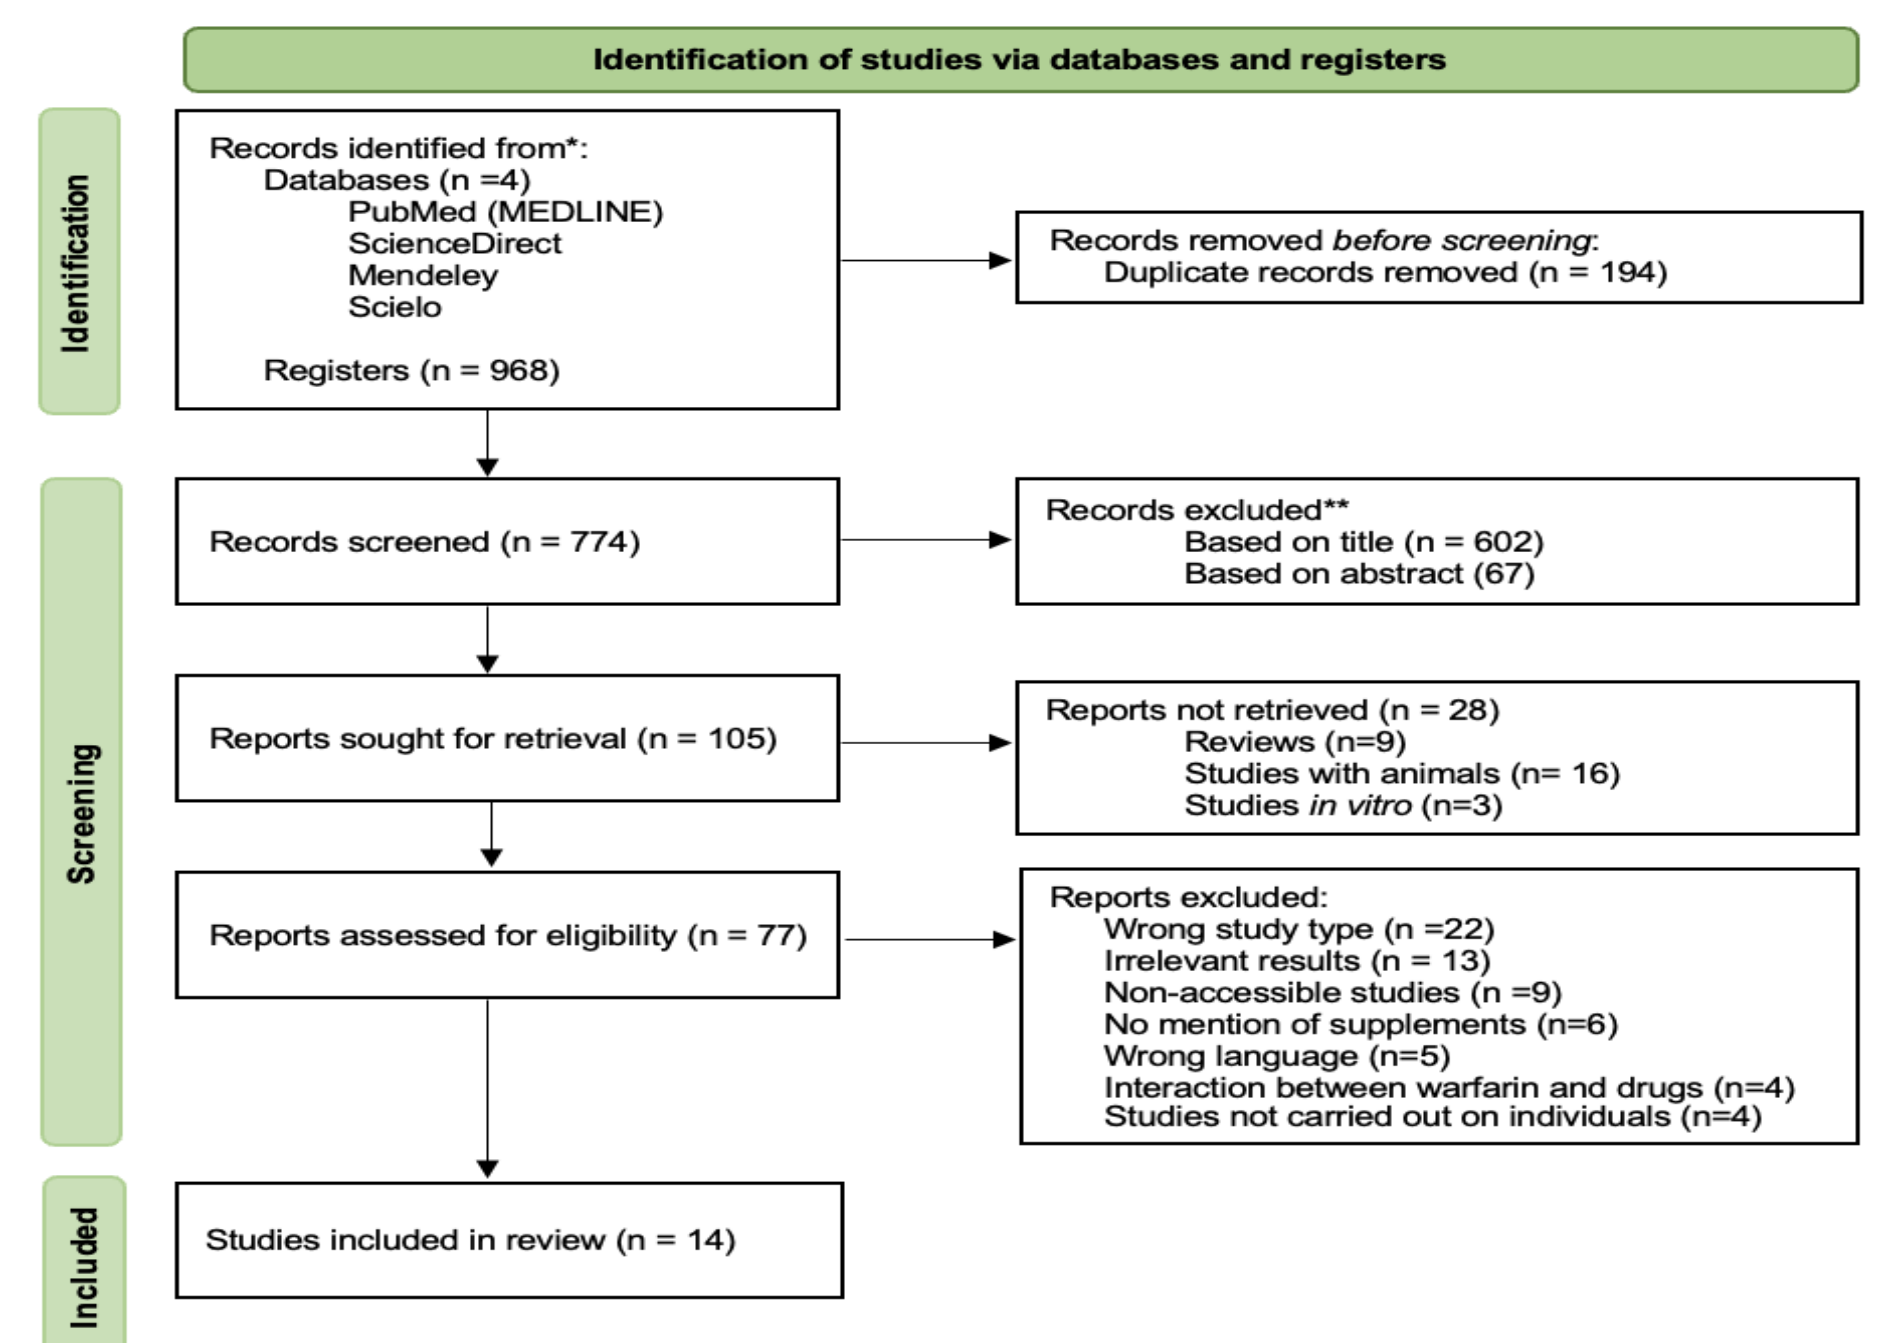 Identification of studies via databases and registers
Identification
Records identified from*:
Databases (n =4)
PubMed (MEDLINE)
ScienceDirect
Mendeley
Scielo
Registers (n = 968)
Records removed before screening:
Duplicate records removed (n = 194)
Screening
Records screened (n = 774)
Records excluded**
Based on title (n = 602)
Based on abstract (67)
Reports sought for retrieval (n = 105)
Reports not retrieved (n = 28)
Reviews (n=9)
Studies with animals (n= 16)
Studies in vitro (n=3)
Reports assessed for eligibility (n = 77)
Reports excluded:
Wrong study type (n =22)
Irrelevant results (n = 13)
Non-accessible studies (n =9)
No mention of supplements (n=6)
Wrong language (n=5)
Interaction between warfarin and drugs (n=4)
Studies not carried out on individuals (n=4)
Included
Studies included in review (n = 14)